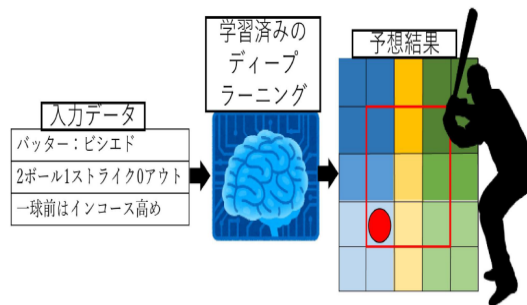 入力データ
バッター：ビシエド
2ボール1ストライク0アウト
一球前はインコース高め
学習済みの
ディープ
ラーニング
予想結果